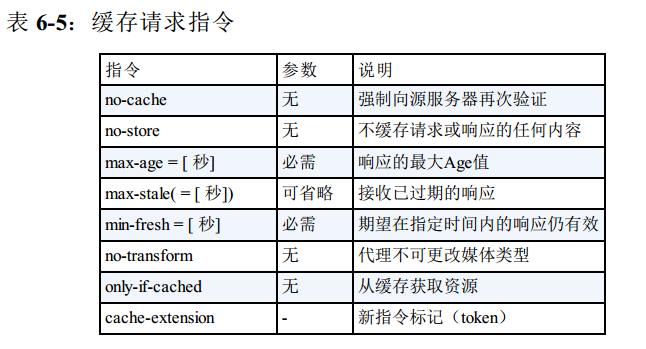 表 6-5：缓存请求指令
指令 参数 说明
no-cache 无 强制向源服务器再次验证
no-store 无 不缓存请求或响应的任何内容
max-age = [ 秒] 必需 响应的最大Age值
max-stale( = [ 秒]) 可省略 接收已过期的响应
min-fresh = [ 秒] 必需 期望在指定时间内的响应仍有效
no-transform 无 代理不可更改媒体类型
only-if-cached 无 从缓存获取资源
cache-extension - 新指令标记（token）